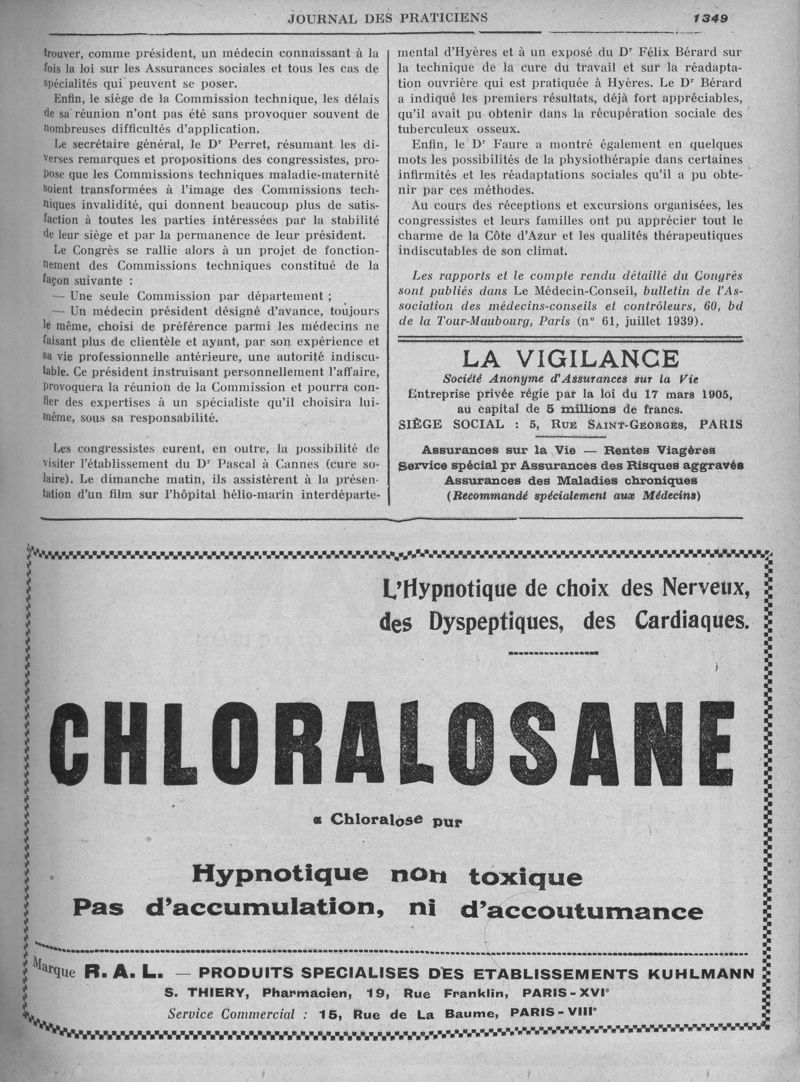 JOURNAL DES PRATICIENS 1349
trouver, comme président, un médecin connaissant à la
fois la loi sur les Assurances sociales et tous les cas de
spécialités qui peuvent se poser.
Enfin, le siège de la Commission technique, les délais
de sa réunion n'ont pas été sans provoquer souvent de
nombreuses difficultés d'application.
Le secrétaire général, le Dr Perret, résumant les di-
verses remarques et propositions des congressistes, pro-
pose que les Commissions techniques maladie-maternité
soient transformées à l'image des Commissions tech-
niques invalidité, qui donnent beaucoup plus de satis-
faction à toutes les parties intéressées par la stabilité
de leur siège et par la permanence de leur président.
Le Congrès se rallie alors à un projet de fonction-
nement des Commissions techniques constitué de la
façon suivante :
— Une seule Commission par département ;
— Un médecin président désigné d'avance, toujours
le même, choisi de préférence parmi les médecins ne
faisant plus de clientèle et ayant, par son expérience et
sa vie professionnelle antérieure, une autorité indiscu-
table. Ce président instruisant personnellement l'affaire,
provoquera la réunion de la Commission et pourra con-
fier des expertises à un spécialiste qu'il choisira lui-
même, sous sa responsabilité.
Les congressistes eurent, en outre, la possibilité de
visiter l'établissement du Dr Pascal à Cannes (cure so-
laire). Le dimanche matin, ils assistèrent à la présen-
tation d'un film sur l'hôpital hélio-marin interdéparte-
mental d'Hyères et à un exposé du Dr Félix Bérard sur
la technique de la cure du travail et sur la réadapta-
tion ouvrière qui est pratiquée à Hyères. Le Dr Bérard
a indiqué les premiers résultats, déjà fort appréciables,
qu'il avait pu obtenir dans la récupération sociale des
tuberculeux osseux.
Enfin, le Dr Faure a montré également en quelques
mots les possibilités de la physiothérapie dans certaines
infirmités et les réadaptations sociales qu'il a pu obte-
nir par ces méthodes.
Au cours des réceptions et excursions organisées, les
congressistes et leurs familles ont pu apprécier tout le
charme de la Côte d'Azur et les qualités thérapeutiques
indiscutables de son climat.
Les rapports et le compte rendu détaillé du Congrès
sont publiés dans Le Médecin-Conseil, bulletin de l'As-
sociation des médecins-conseils et contrôleurs, 60, bd
de la Tour-Maubourg, Paris (n° 61, juillet 1939).
LA VIGILANCE
Société Anonyme d'Assurances sur la Vie
Entreprise privée régie par la loi du 17 mars 1905,
au capital de 5 millions de francs.
SIÈGE SOCIAL : 5, RUE SAINT-GEORGES, PARIS
Assurances sur la Vie — Rentes Viagères
Service spécial pr Assurances des Risques aggravés
Assurances des Maladies chroniques
(Recommandé spécialement aux Médecins)
L'Hypnotique de choix des Nerveux,
des Dyspeptiques, des Cardiaques.
CHLORALOSANE
α Chloralose pur
Hypnotique non toxique
Pas d'accumulation, ni d'accoutumance
Marque R. A. L. — PRODUITS SPECIALISES DES ETABLISSEMENTS KUHLMANN
S. THIERY, Pharmacien, 19, Rue Franklin, PARIS-XVIe
Service Commercial : 15, Rue de La Baume, PARIS-VIIIe